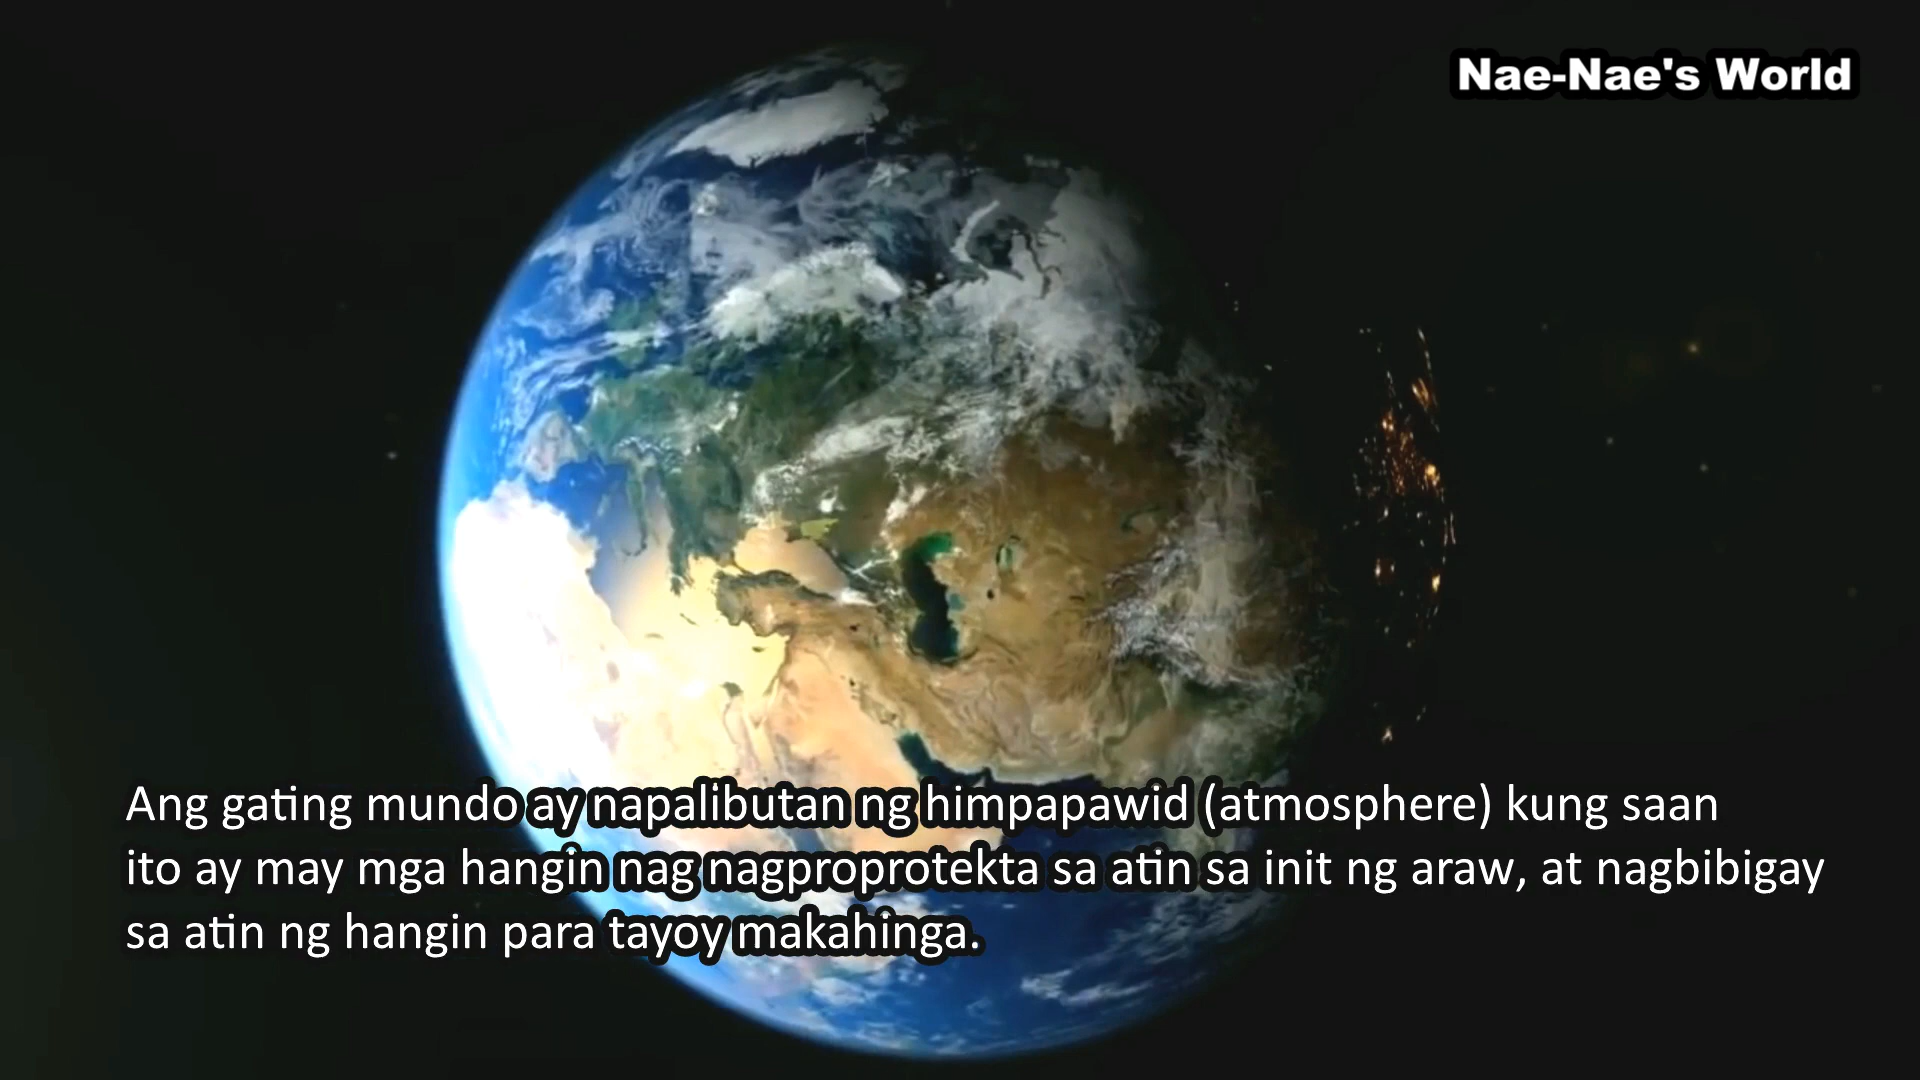 Nae-Nae's World
Ang gating mundo ay napalibutan ng himpapawid (atmosphere) kung saan
ito ay may mga hangin nag nagproprotekta sa atin sa init ng araw, at nagbibigay
sa atin ng hangin para tayoy makahinga.